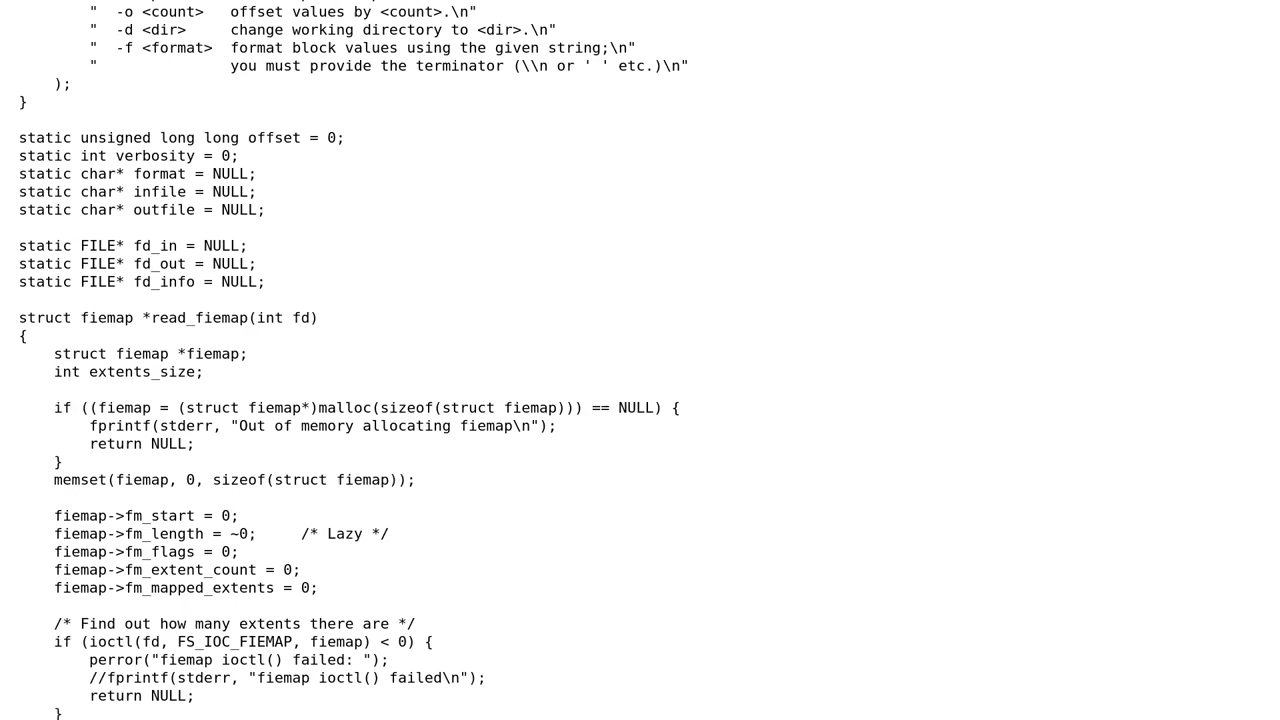 "  -o <count>   offset values by <count>.\n"
"  -d <dir>     change working directory to <dir>.\n"
"  -f <format>  format block values using the given string;\n"
"               you must provide the terminator (\\n or ' ' etc.)\n"
    );
}

static unsigned long long offset = 0;
static int verbosity = 0;
static char* format = NULL;
static char* infile = NULL;
static char* outfile = NULL;

static FILE* fd_in = NULL;
static FILE* fd_out = NULL;
static FILE* fd_info = NULL;

struct fiemap *read_fiemap(int fd)
{
    struct fiemap *fiemap;
    int extents_size;

    if ((fiemap = (struct fiemap*)malloc(sizeof(struct fiemap))) == NULL) {
        fprintf(stderr, "Out of memory allocating fiemap\n");
        return NULL;
    }
    memset(fiemap, 0, sizeof(struct fiemap));

    fiemap->fm_start = 0;
    fiemap->fm_length = ~0;     /* Lazy */
    fiemap->fm_flags = 0;
    fiemap->fm_extent_count = 0;
    fiemap->fm_mapped_extents = 0;

    /* Find out how many extents there are */
    if (ioctl(fd, FS_IOC_FIEMAP, fiemap) < 0) {
        perror("fiemap ioctl() failed: ");
        //fprintf(stderr, "fiemap ioctl() failed\n");
        return NULL;
    }